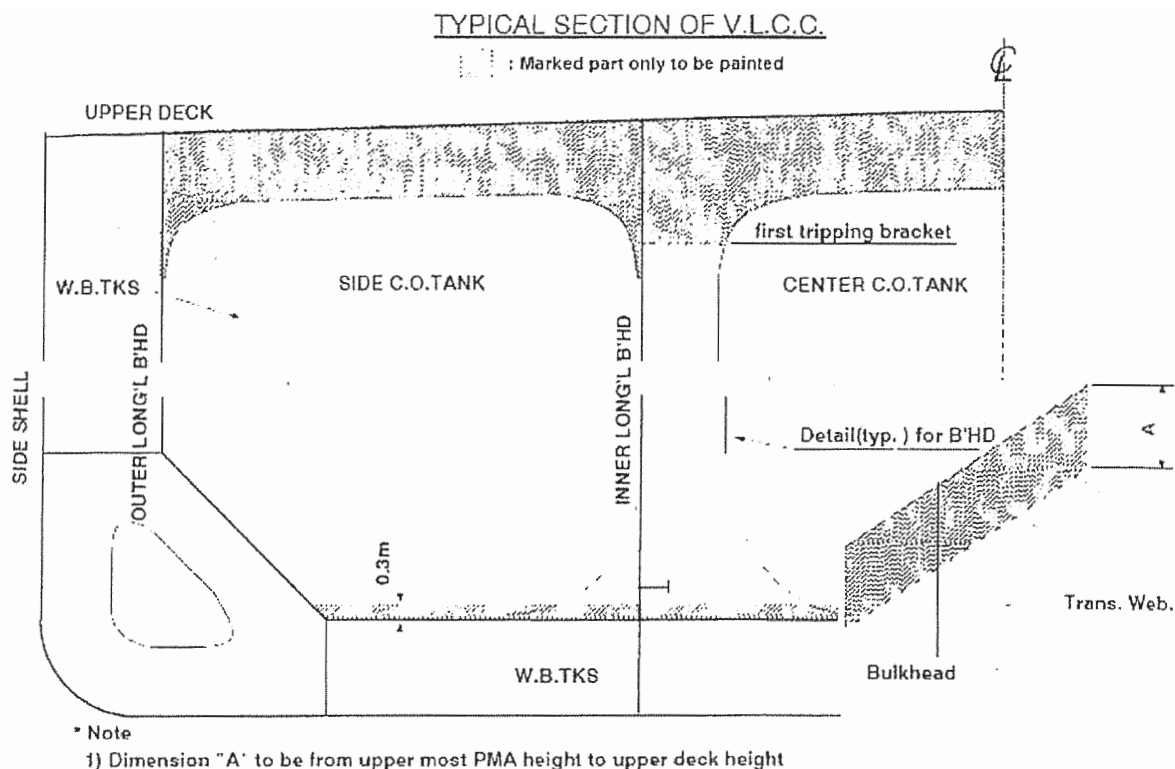 TYPICAL SECTION OF V.L.C.C.
: Marked part only to be painted
CL
UPPER DECK
first tripping bracket
W.B.TKS
SIDE C.O.TANK
CENTER C.O.TANK
SIDE SHELL
OUTER LONG'L B'HD
INNER LONG'L B'HD
Detail(typ.) for B'HD
A
0.3m
Trans. Web.
Bulkhead
W.B.TKS
* Note
1) Dimension "A" to be from upper most PMA height to upper deck height